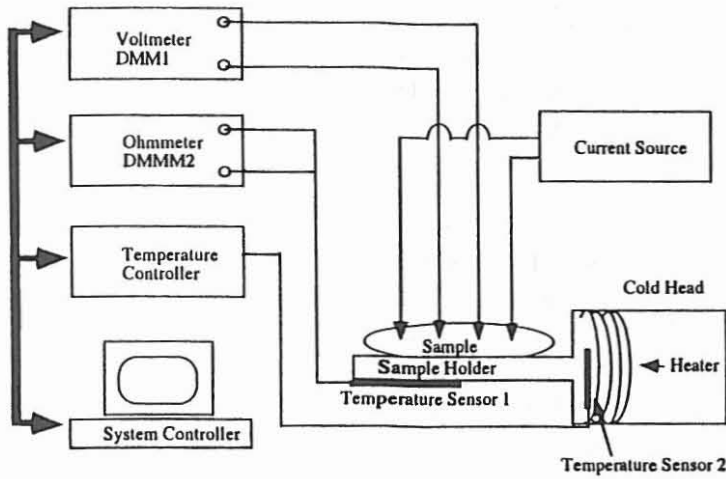 Voltmeter
DMM1
Ohmmeter
DMMM2
Current Source
Temperature
Controller
Cold Head
Sample
Sample Holder
Heater
Temperature Sensor 1
System Controller
Temperature Sensor 2